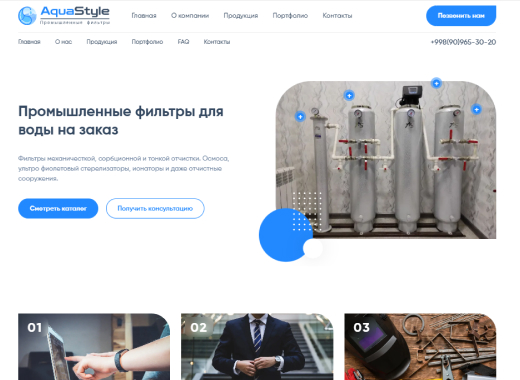 AquaStyle
Промышленные фильтры
Главная О компании Продукция Портфолио Контакты
Позвонить нам
Главная О нас Продукция Портфолио FAQ Контакты
+998(90)965-30-20
Промышленные фильтры для
воды на заказ
Фильтры механической, сорбционной и тонкой отчистки. Осмоса,
ультро фиолетовый стерелизаторы, ионаторы и даже отчистные
сооружения.
Смотреть каталог
Получить консультацию
01
02
03